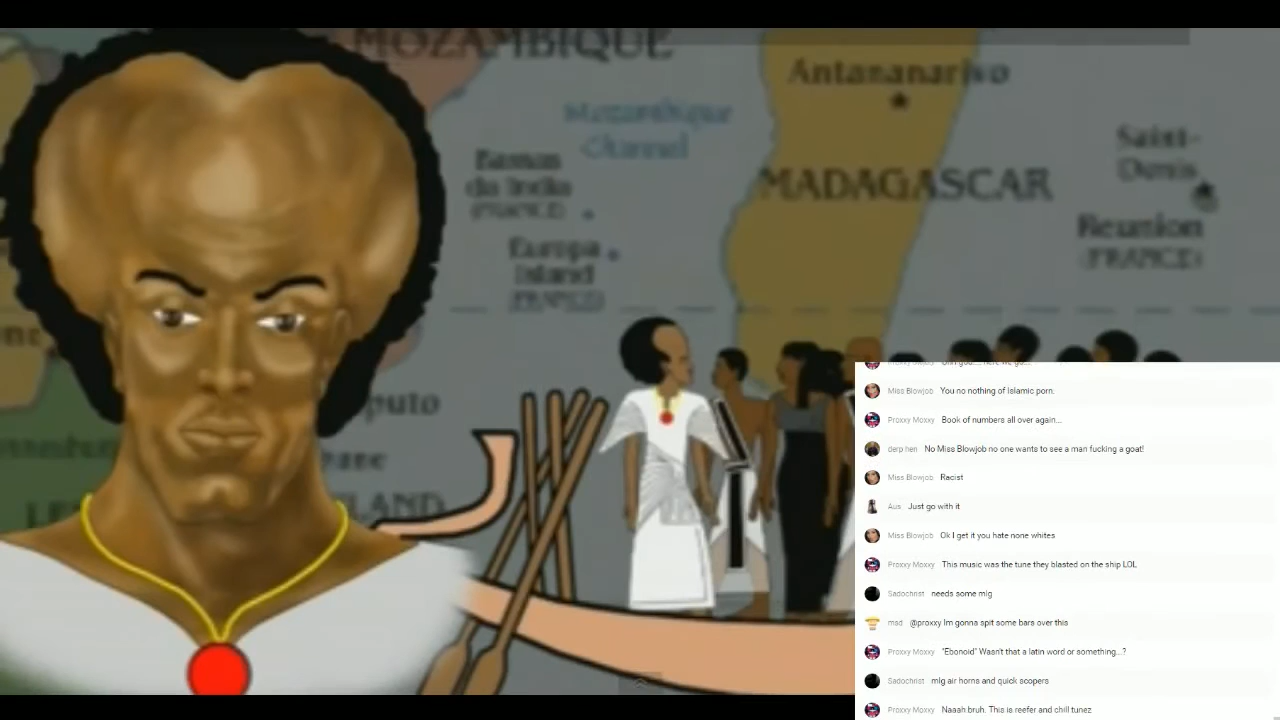 MOZAMBIQUE
Antananarivo
Mozambique
Channel
Saint-
Denis
Bassas
da India
(FRANCE)
MADAGASCAR
Reunion
(FRANCE)
Europa
Island
(FRANCE)
Miss Blowjob You no nothing of Islamic porn.
Proxxy Moxxy Book of numbers all over again...
derp hen No Miss Blowjob no one wants to see a man fucking a goat!
Miss Blowjob Racist
Aus Just go with it
Miss Blowjob Ok I get it you hate none whites
Proxxy Moxxy This music was the tune they blasted on the ship LOL
Sadochrist needs some mlg
msd @proxxy Im gonna spit some bars over this
Proxxy Moxxy "Ebonoid" Wasn't that a latin word or something...?
Sadochrist mlg air horns and quick scopers
Proxxy Moxxy Naaah bruh. This is reefer and chill tunez